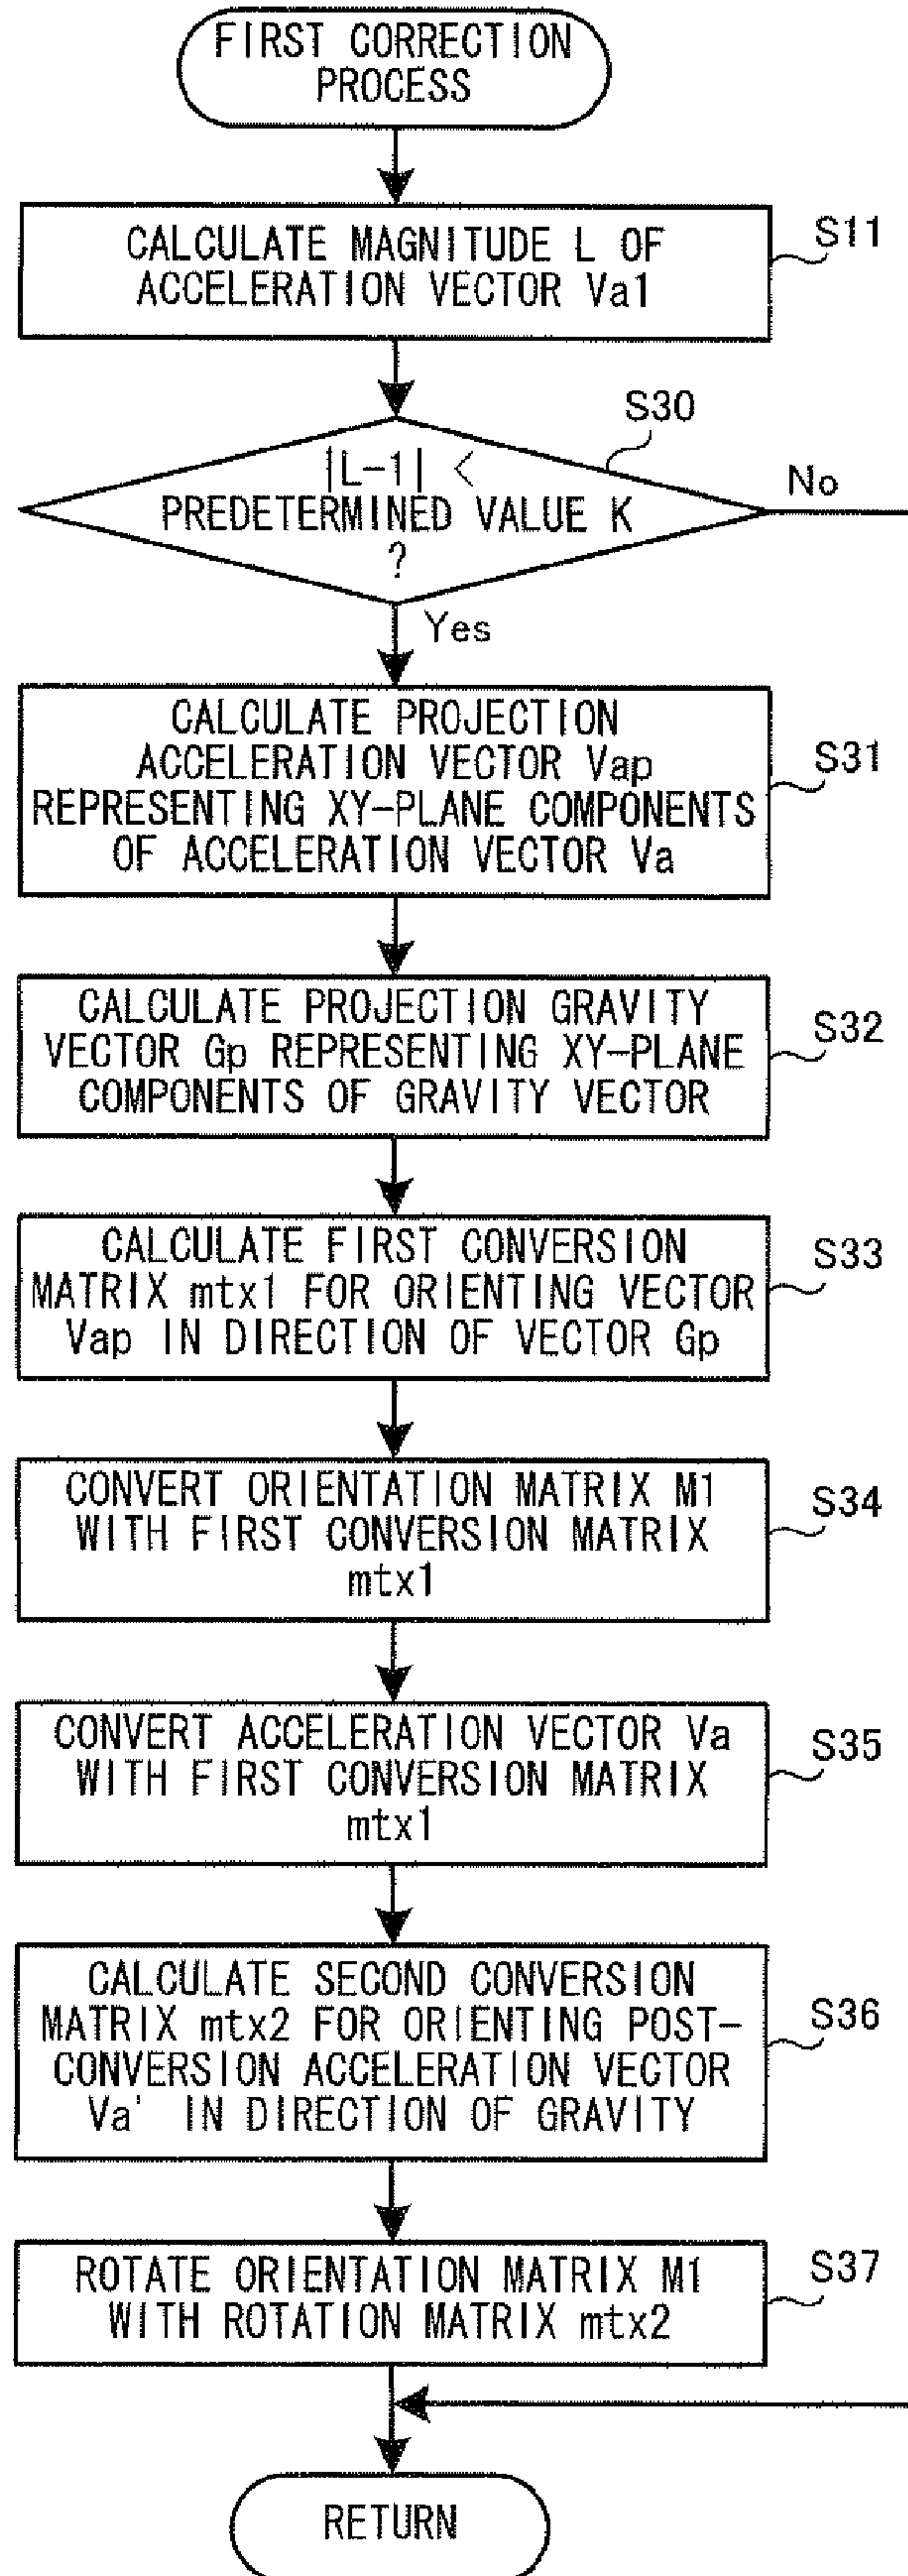 FIRST CORRECTION
PROCESS
CALCULATE MAGNITUDE L OF
ACCELERATION VECTOR Va1
S11
S30
|L-1| <
PREDETERMINED VALUE K
?
No
Yes
CALCULATE PROJECTION
ACCELERATION VECTOR Vap
REPRESENTING XY-PLANE COMPONENTS
OF ACCELERATION VECTOR Va
S31
CALCULATE PROJECTION GRAVITY
VECTOR Gp REPRESENTING XY-PLANE
COMPONENTS OF GRAVITY VECTOR
S32
CALCULATE FIRST CONVERSION
MATRIX mtx1 FOR ORIENTING VECTOR
Vap IN DIRECTION OF VECTOR Gp
S33
CONVERT ORIENTATION MATRIX M1
WITH FIRST CONVERSION MATRIX
mtx1
S34
CONVERT ACCELERATION VECTOR Va
WITH FIRST CONVERSION MATRIX
mtx1
S35
CALCULATE SECOND CONVERSION
MATRIX mtx2 FOR ORIENTING POST-
CONVERSION ACCELERATION VECTOR
Va' IN DIRECTION OF GRAVITY
S36
ROTATE ORIENTATION MATRIX M1
WITH ROTATION MATRIX mtx2
S37
RETURN